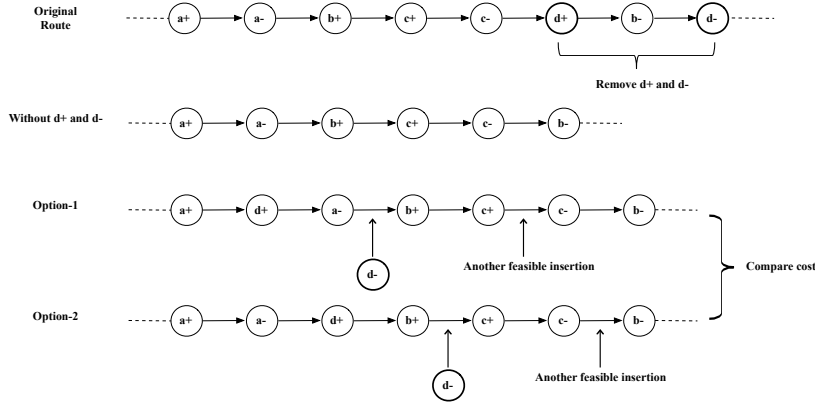 Original
Route
a+ a- b+ c+ c- d+ b- d-
Remove d+ and d-
Without d+ and d-
a+ a- b+ c+ c- b-
Option-1
a+ d+ a- b+ c+ c- b-
d-
Another feasible insertion
Compare cost
Option-2
a+ a- d+ b+ c+ c- b-
d-
Another feasible insertion